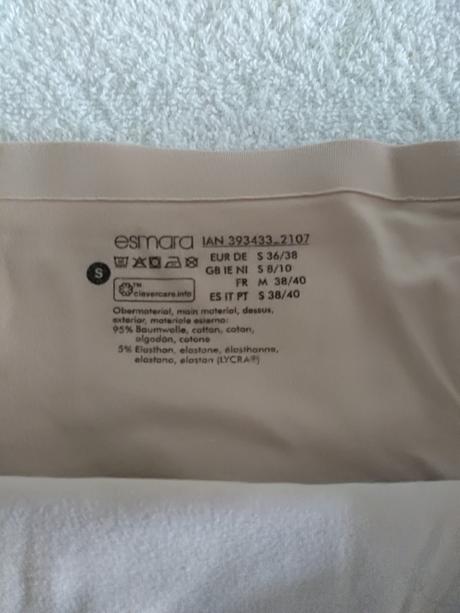 esmara IAN 393433_2107
EUR DE S 36/38
GB IE NI S 8/10
FR M 38/40
ES IT PT S 38/40
S
™
clevercare.info
Obermaterial, main material, dessus,
exterior, materiale esterno:
95% Baumwolle, cotton, coton,
algodón, cotone
5% Elasthan, elastane, élasthanne,
elastano, elastan (LYCRA®)